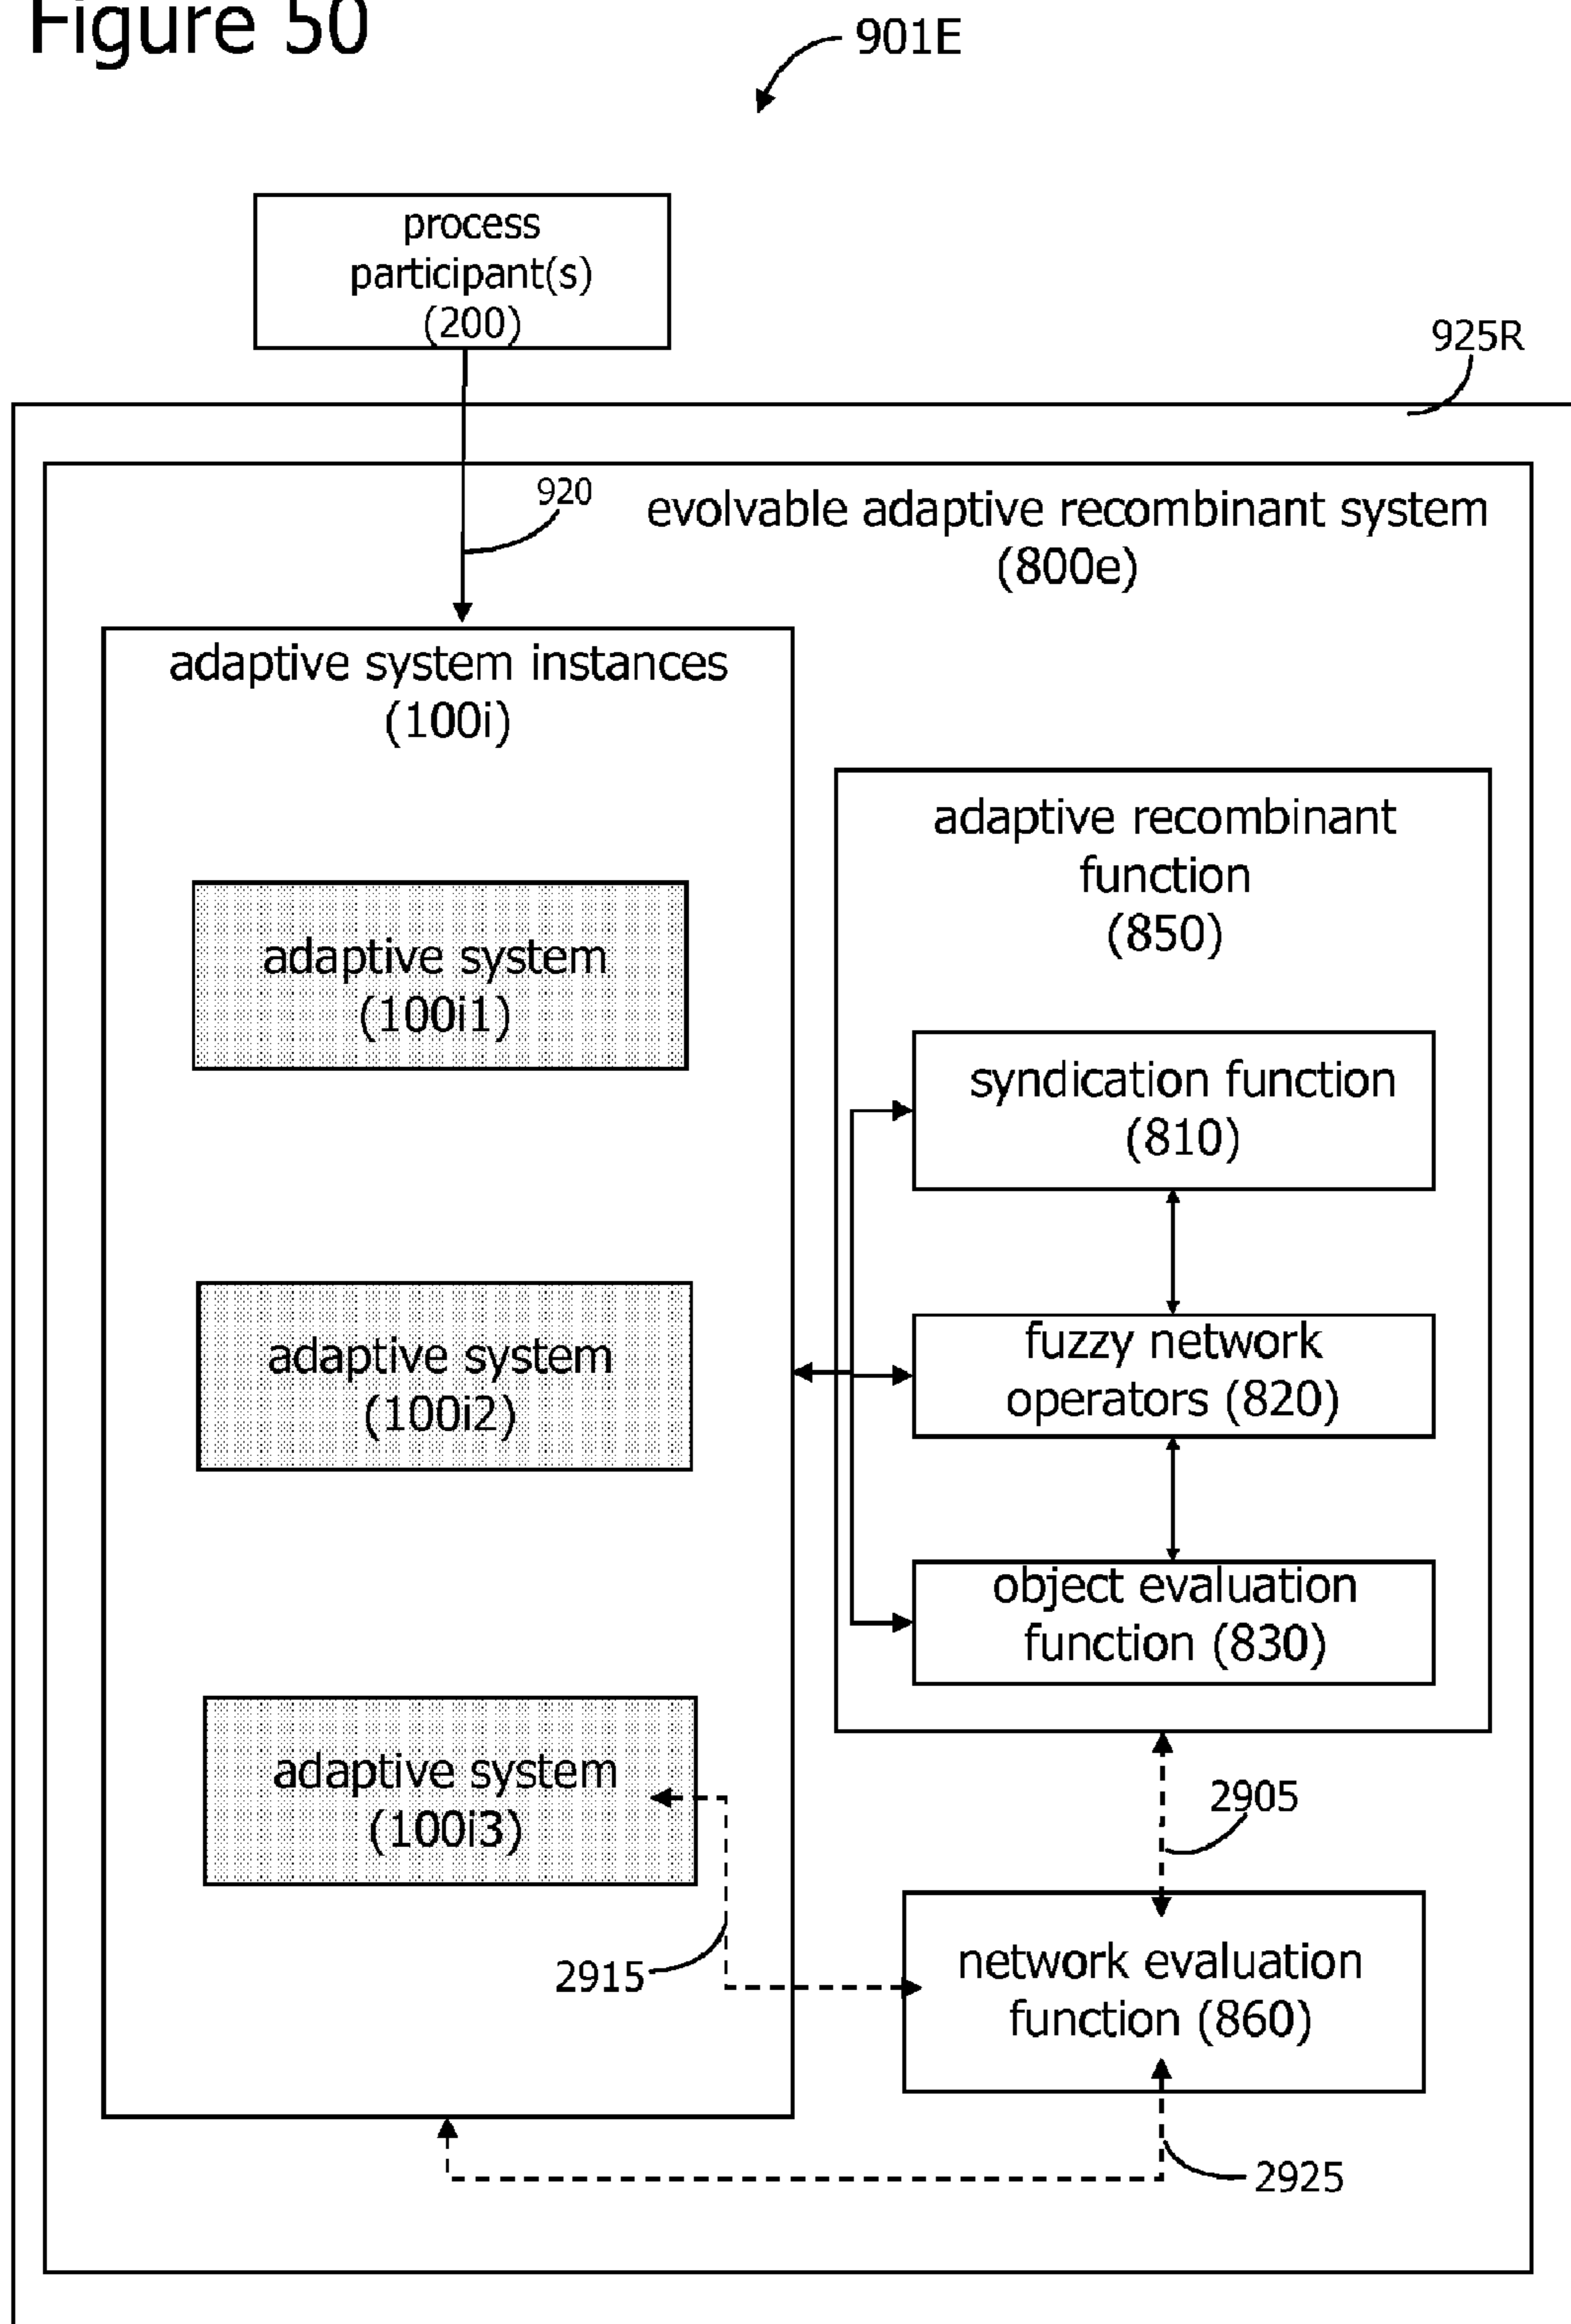 Figure 50
901E
process
participant(s)
(200)
925R
920
evolvable adaptive recombinant system
(800e)
adaptive system instances
(100i)
adaptive recombinant
function
(850)
adaptive system
(100i1)
syndication function
(810)
adaptive system
(100i2)
fuzzy network
operators (820)
object evaluation
function (830)
adaptive system
(100i3)
2905
2915
network evaluation
function (860)
2925